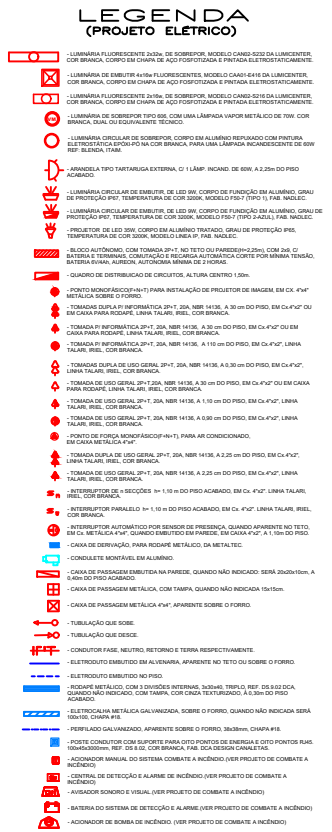 LEGENDA
(PROJETO ELÉTRICO)
- LUMINÁRIA FLUORESCENTE 2x32w, DE SOBREPOR, MODELO CAN02-S232 DA LUMICENTER,
COR BRANCA, CORPO EM CHAPA DE AÇO FOSFOTIZADA E PINTADA ELETROSTATICAMENTE.
- LUMINÁRIA DE EMBUTIR 4x16w FLUORESCENTES, MODELO CAA01-E416 DA LUMICENTER,
COR BRANCA, CORPO EM CHAPA DE AÇO FOSFOTIZADA E PINTADA ELETROSTATICAMENTE.
- LUMINÁRIA FLUORESCENTE 2x16w, DE SOBREPOR, MODELO CAN02-S216 DA LUMICENTER,
COR BRANCA, CORPO EM CHAPA DE AÇO FOSFOTIZADA E PINTADA ELETROSTATICAMENTE.
- LUMINÁRIA DE SOBREPOR TIPO 606, COM UMA LÂMPADA VAPOR METÁLICO DE 70W. COR
BRANCA, DUAL OU EQUIVALENTE TÉCNICO.
- LUMINÁRIA CIRCULAR DE SOBREPOR, CORPO EM ALUMÍNIO REPUXADO COM PINTURA
ELETROSTÁTICA EPÓXI-PÓ NA COR BRANCA, PARA UMA LÂMPADA INCANDESCENTE DE 60W
REF: BLENDA, ITAIM.
- ARANDELA TIPO TARTARUGA EXTERNA, C/ 1 LÂMP. INCAND. DE 60W, A 2,25m DO PISO
ACABADO.
- LUMINÁRIA CIRCULAR DE EMBUTIR, DE LED 9W, CORPO DE FUNDIÇÃO EM ALUMÍNIO, GRAU
DE PROTEÇÃO IP67, TEMPERATURA DE COR 3200K, MODELO F50-7 (TIPO 1), FAB. NADLEC.
- LUMINÁRIA CIRCULAR DE EMBUTIR, DE LED 9W, CORPO DE FUNDIÇÃO EM ALUMÍNIO, GRAU DE
PROTEÇÃO IP67, TEMPERATURA DE COR 3200K, MODELO F50-7 (TIPO 2-AZUL), FAB. NADLEC.
- PROJETOR DE LED 35W, CORPO EM ALUMÍNIO TRATADO, GRAU DE PROTEÇÃO IP65,
TEMPERATURA DE COR 3200K, MODELO LINEA IP, FAB. NADLEC.
- BLOCO AUTÔNOMO, COM TOMADA 2P+T, NO TETO OU PAREDE(H=2,25m), COM 2x9, C/
BATERIA E TERMINAIS, COMUTAÇÃO E RECARGA AUTOMÁTICA CORTE POR MÍNIMA TENSÃO,
BATERIA 6V/4Ah, AUREON, AUTONOMIA MÍNIMA DE 2 HORAS.
- QUADRO DE DISTRIBUICAO DE CIRCUITOS, ALTURA CENTRO 1,50m.
- PONTO MONOFÁSICO(F+N+T) PARA INSTALAÇÃO DE PROJETOR DE IMAGEM, EM CX. 4"x4"
METÁLICA SOBRE O FORRO.
- TOMADAS DUPLA P/ INFORMÁTICA 2P+T, 20A, NBR 14136, A 30 cm DO PISO, EM Cx.4"x2" OU
EM CAIXA PARA RODAPÉ, LINHA TALARI, IRIEL, COR BRANCA.
- TOMADA P/ INFORMÁTICA 2P+T, 20A, NBR 14136, A 30 cm DO PISO, EM Cx.4"x2" OU EM
CAIXA PARA RODAPÉ, LINHA TALARI, IRIEL, COR BRANCA.
- TOMADA P/ INFORMÁTICA 2P+T, 20A, NBR 14136, A 110 cm DO PISO, EM Cx.4"x2", LINHA
TALARI, IRIEL, COR BRANCA.
- TOMADAS DUPLA DE USO GERAL 2P+T, 20A, NBR 14136, A 0,30 cm DO PISO, EM Cx.4"x2",
LINHA TALARI, IRIEL, COR BRANCA.
- TOMADA DE USO GERAL 2P+T,20A, NBR 14136, A 30 cm DO PISO, EM Cx.4"x2" OU EM CAIXA
PARA RODAPÉ, LINHA TALARI, IRIEL, COR BRANCA.
- TOMADA DE USO GERAL 2P+T, 20A, NBR 14136, A 1,10 cm DO PISO, EM Cx.4"x2", LINHA
TALARI, IRIEL, COR BRANCA.
- TOMADA DE USO GERAL 2P+T, 20A, NBR 14136, A 0,90 cm DO PISO, EM Cx.4"x2", LINHA
TALARI, IRIEL, COR BRANCA.
- PONTO DE FORÇA MONOFÁSICO(F+N+T), PARA AR CONDICIONADO,
EM CAIXA METÁLICA 4"x4".
- TOMADA DUPLA DE USO GERAL 2P+T, 20A, NBR 14136, A 2,25 cm DO PISO, EM Cx.4"x2",
LINHA TALARI, IRIEL, COR BRANCA.
- TOMADA DE USO GERAL 2P+T, 20A, NBR 14136, A 2,25 cm DO PISO, EM Cx.4"x2", LINHA
TALARI, IRIEL, COR BRANCA.
- INTERRUPTOR DE n SECÇÕES h= 1,10 m DO PISO ACABADO, EM Cx. 4"x2". LINHA TALARI,
IRIEL, COR BRANCA.
- INTERRUPTOR PARALELO h= 1,10 m DO PISO ACABADO, EM Cx. 4"x2". LINHA TALARI, IRIEL,
COR BRANCA.
- INTERRUPTOR AUTOMÁTICO POR SENSOR DE PRESENÇA, QUANDO APARENTE NO TETO,
EM Cx. METÁLICA 4"x4", QUANDO EMBUTIDO EM PAREDE, EM CAIXA 4"x2", A 1,10m DO PISO.
- CAIXA DE DERIVAÇÃO, PARA RODAPÉ METÁLICO, DA METALTEC.
- CONDULETE MONTÁVEL EM ALUMÍNIO.
- CAIXA DE PASSAGEM EMBUTIDA NA PAREDE, QUANDO NÃO INDICADO: SERÁ 20x20x10cm, A
0,40m DO PISO ACABADO.
- CAIXA DE PASSAGEM METÁLICA, COM TAMPA, QUANDO NÃO INDICADA 15x15cm.
- CAIXA DE PASSAGEM METÁLICA 4"x4", APARENTE SOBRE O FORRO.
- TUBULAÇÃO QUE SOBE.
- TUBULAÇÃO QUE DESCE.
- CONDUTOR FASE, NEUTRO, RETORNO E TERRA RESPECTIVAMENTE.
- ELETRODUTO EMBUTIDO EM ALVENARIA, APARENTE NO TETO OU SOBRE O FORRO.
- ELETRODUTO EMBUTIDO NO PISO.
- RODAPÉ METÁLICO, COM 3 DIVISÕES INTERNAS, 3x30x40, TRIPLO, REF. DS 9.02 DCA,
QUANDO NÃO INDICADO, COM TAMPA, COR CINZA TEXTURIZADO, À 0,30m DO PISO
ACABADO.
- ELETROCALHA METÁLICA GALVANIZADA, SOBRE O FORRO, QUANDO NÃO INDICADA SERÁ
100x100, CHAPA #18.
- PERFILADO GALVANIZADO, APARENTE SOBRE O FORRO, 38x38mm, CHAPA #18.
- POSTE CONDUTOR COM SUPORTE PARA OITO PONTOS DE ENERGIA E OITO PONTOS RJ45.
100x45x3000mm, REF. DS 8.02, COR BRANCA, FAB. DCA DESIGN CANALETAS.
- ACIONADOR MANUAL DO SISTEMA COMBATE A INCÊNDIO.(VER PROJETO DE COMBATE A
INCÊNDIO)
- CENTRAL DE DETECÇÃO E ALARME DE INCÊNDIO.(VER PROJETO DE COMBATE A
INCÊNDIO)
- AVISADOR SONORO E VISUAL.(VER PROJETO DE COMBATE A INCÊNDIO)
- BATERIA DO SISTEMA DE DETECÇÃO E ALARME.(VER PROJETO DE COMBATE A INCÊNDIO)
- ACIONADOR DE BOMBA DE INCÊNDIO. (VER PROJETO DE COMBATE A INCÊNDIO)